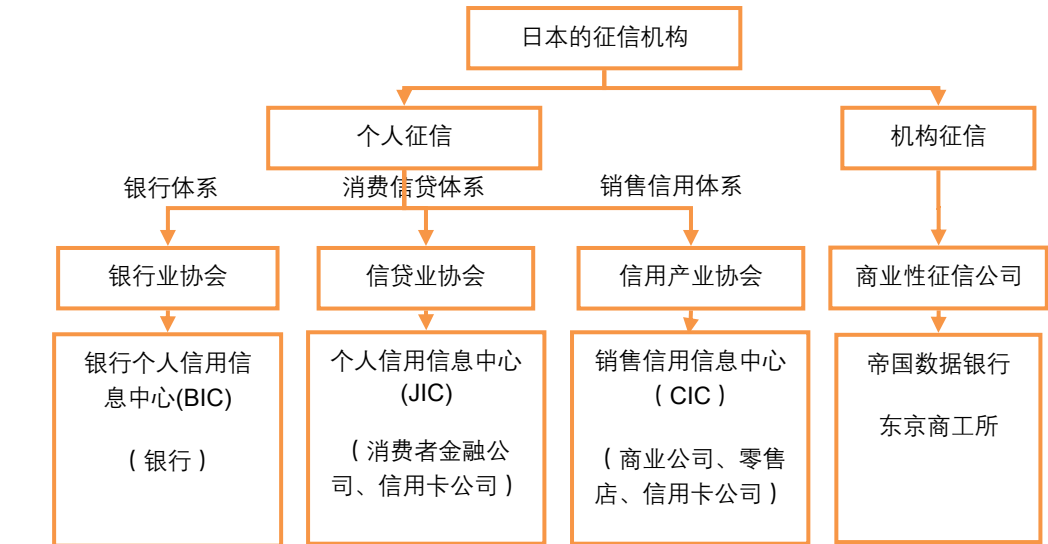 日本的征信机构
个人征信
机构征信
银行体系
消费信贷体系
销售信用体系
银行业协会
信贷业协会
信用产业协会
商业性征信公司
银行个人信用信
息中心(BIC)
（银行）
个人信用信息中心
(JIC)
（消费者金融公
司、信用卡公司）
销售信用信息中心
（CIC）
（商业公司、零售
店、信用卡公司）
帝国数据银行
东京商工所